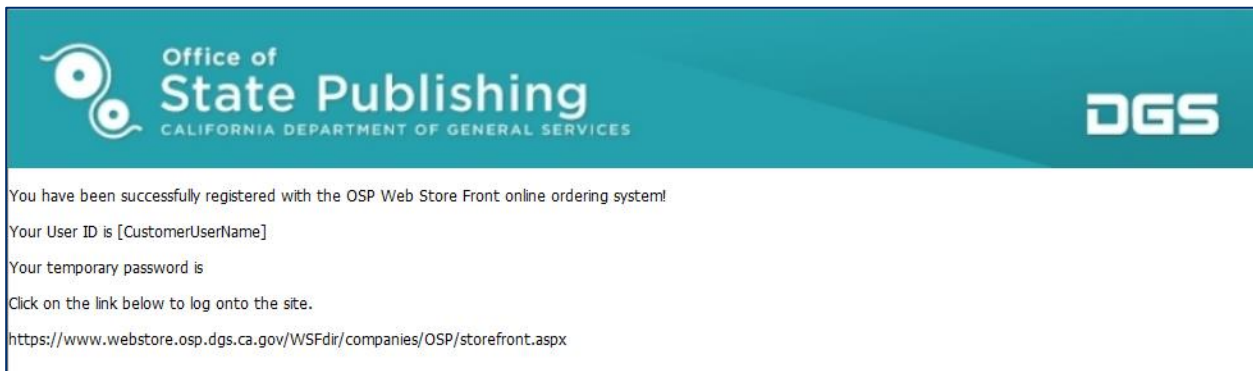 Office of
State Publishing
CALIFORNIA DEPARTMENT OF GENERAL SERVICES
DGS
You have been successfully registered with the OSP Web Store Front online ordering system!
Your User ID is [CustomerUserName]
Your temporary password is
Click on the link below to log onto the site.
https://www.webstore.osp.dgs.ca.gov/WSFdir/companies/OSP/storefront.aspx